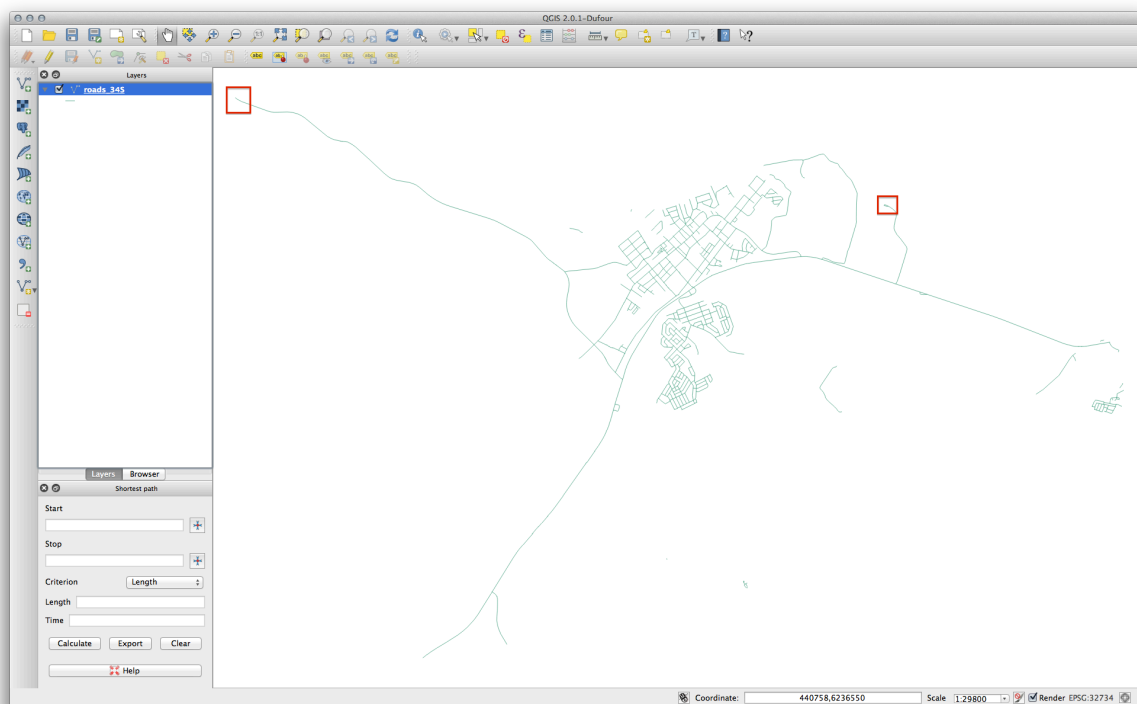 QGIS 2.0.1-Dufour
Layers
roads_34S
Layers Browser
Shortest path
Start
Stop
Criterion Length
Length
Time
Calculate Export Clear
Help
Coordinate: 440758,6236550 Scale 1:29800 Render EPSG:32734